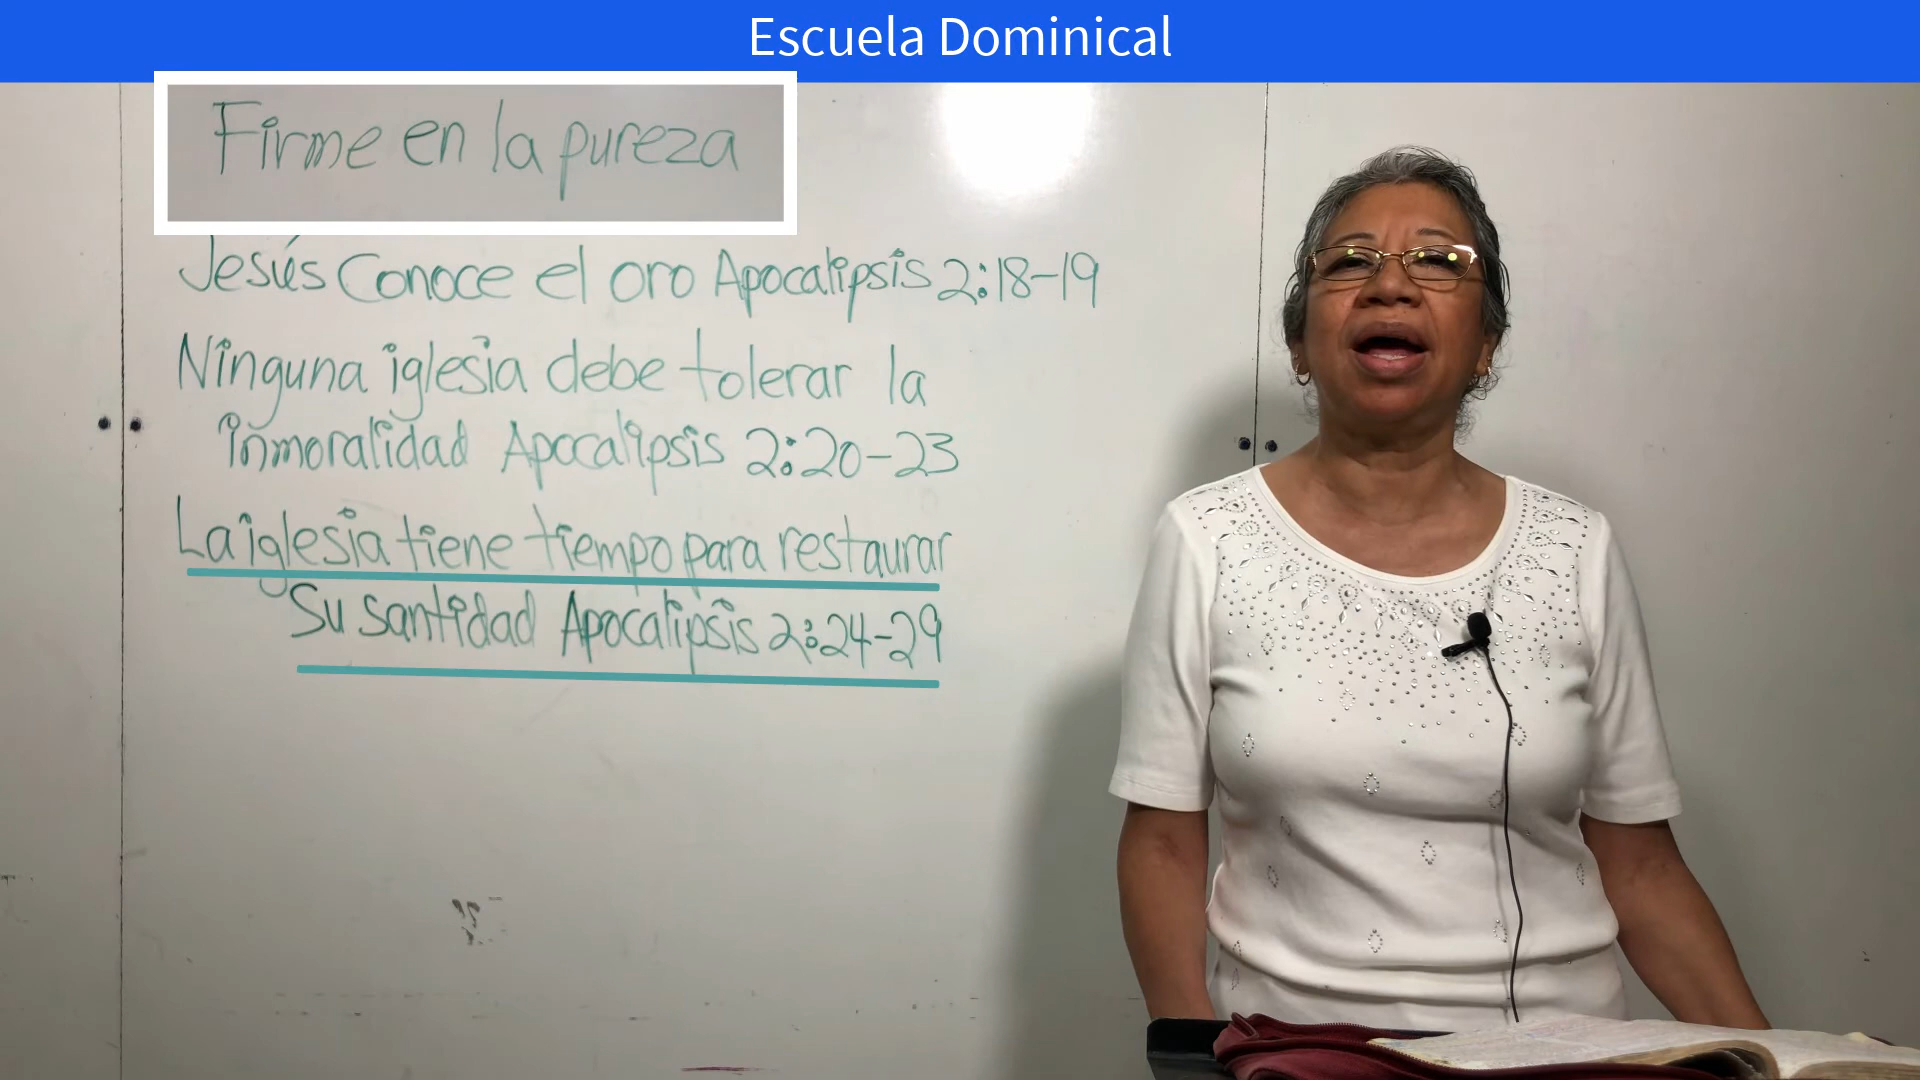 Escuela Dominical
Firme en la pureza
Jesús Conoce el oro Apocalipsis 2:18-19
Ninguna iglesia debe tolerar la
inmoralidad Apocalipsis 2:20-23
La iglesia tiene tiempo para restaurar
Su santidad Apocalipsis 2:24-29